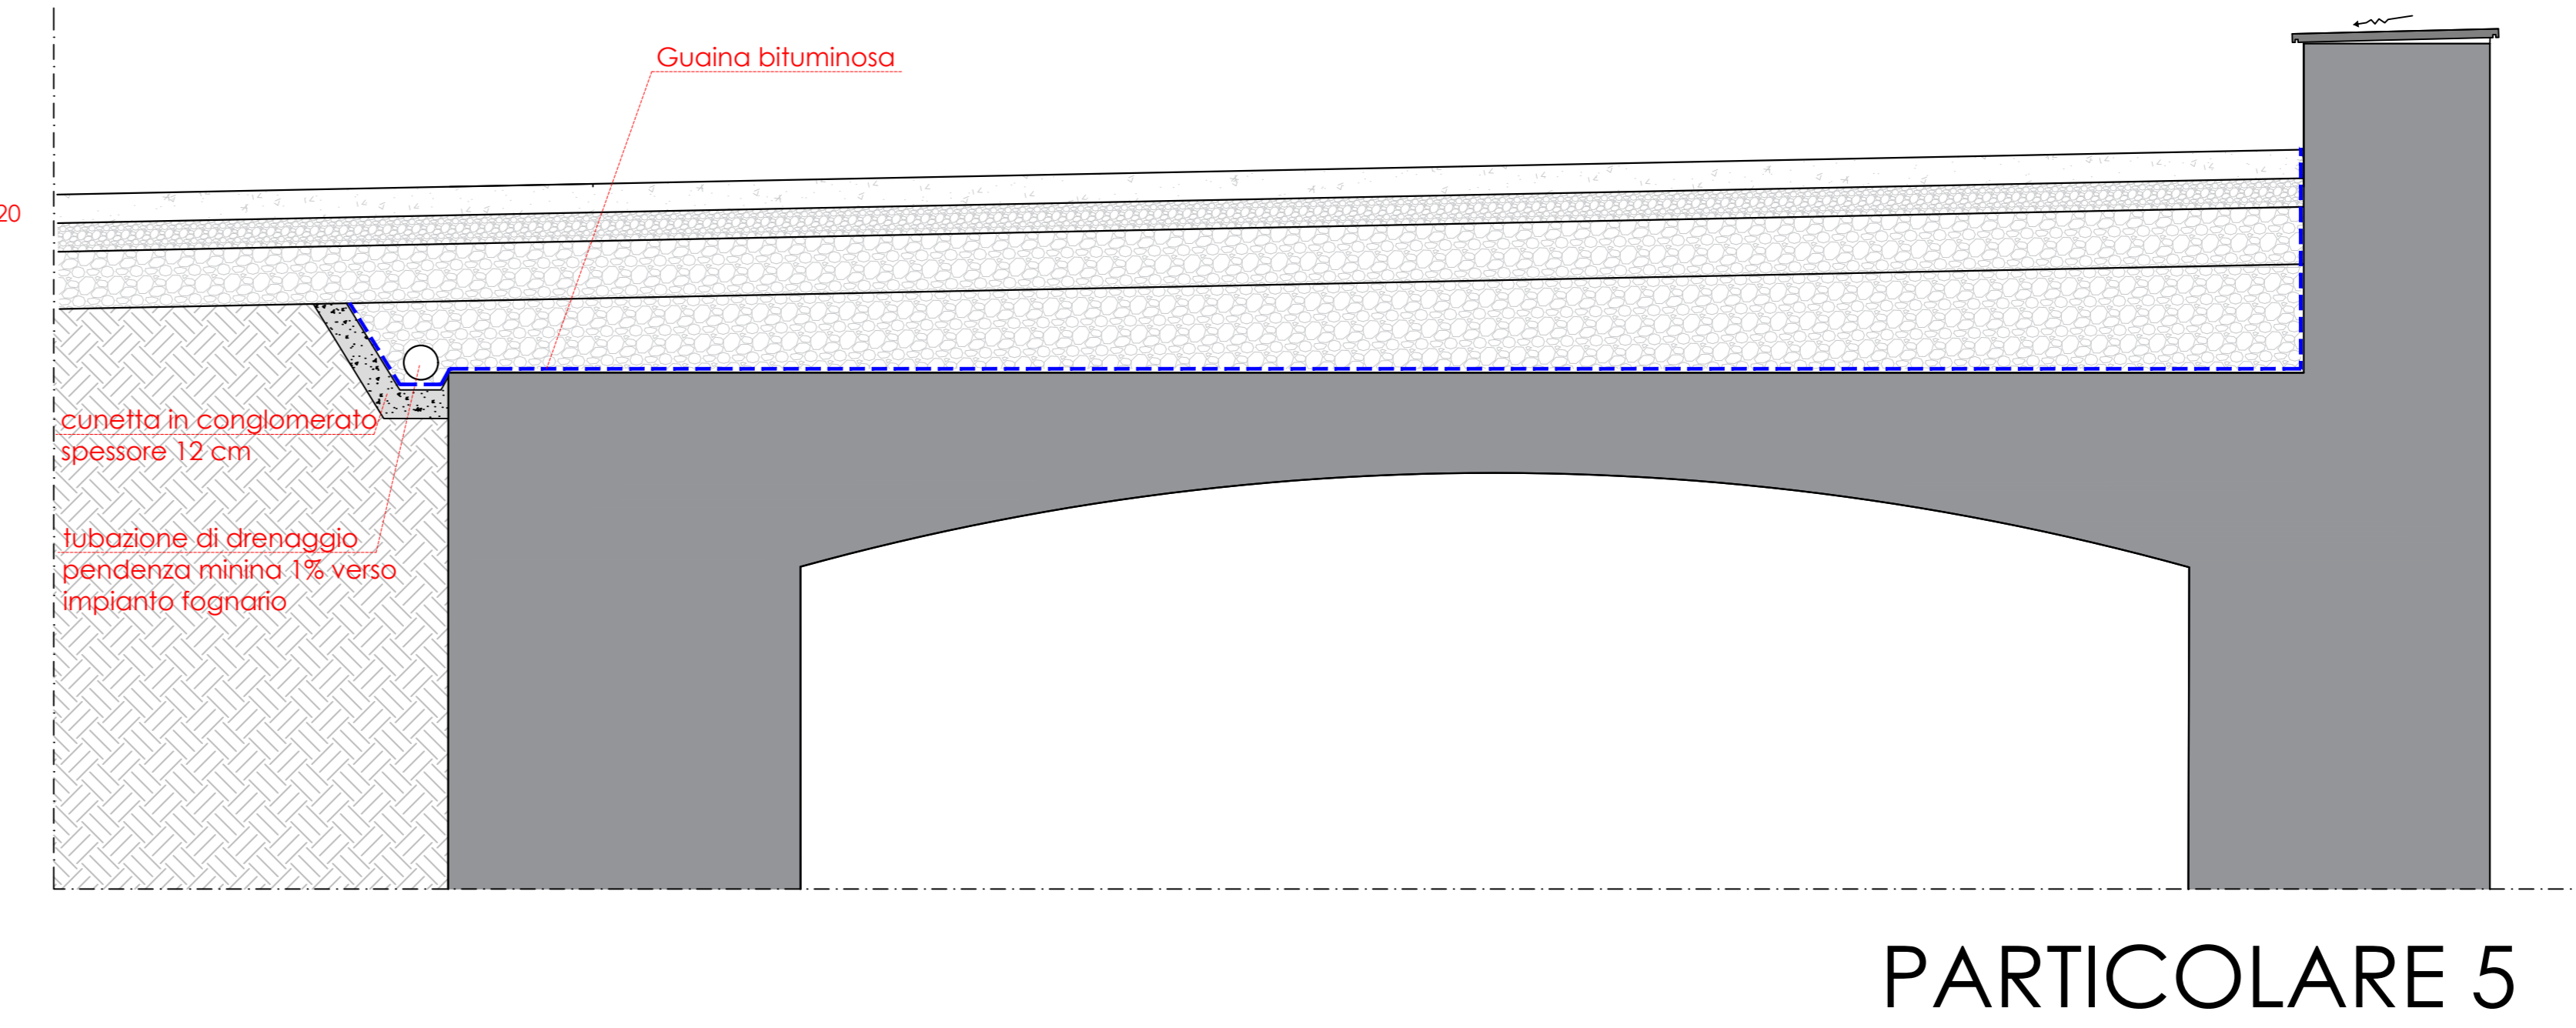 Guaina bituminosa
20
cunetta in conglomerato
spessore 12 cm
tubazione di drenaggio
pendenza minina 1% verso
impianto fognario
PARTICOLARE 5